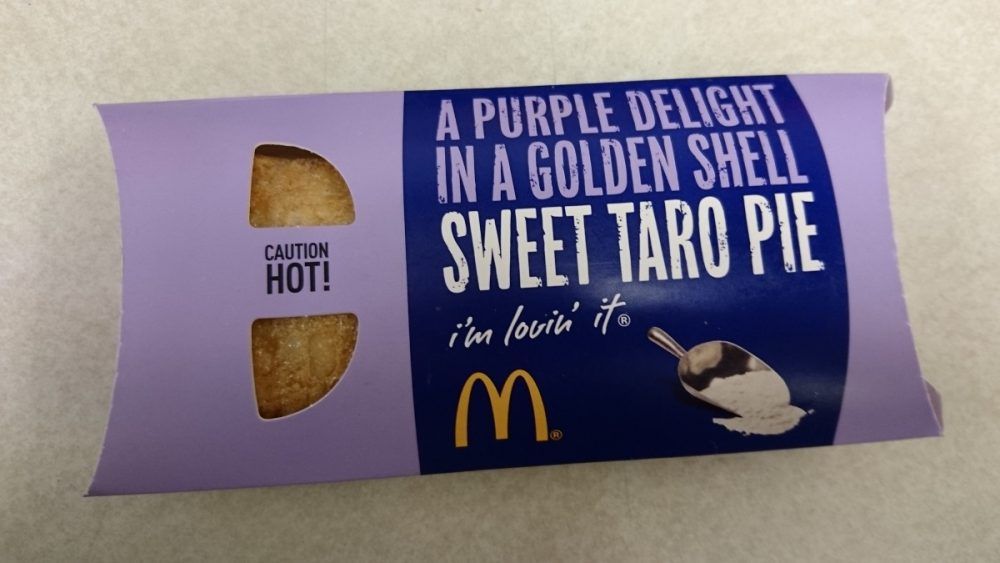 CAUTION
HOT!
A PURPLE DELIGHT
IN A GOLDEN SHELL
SWEET TARO PIE
i'm lovin' it®
M®